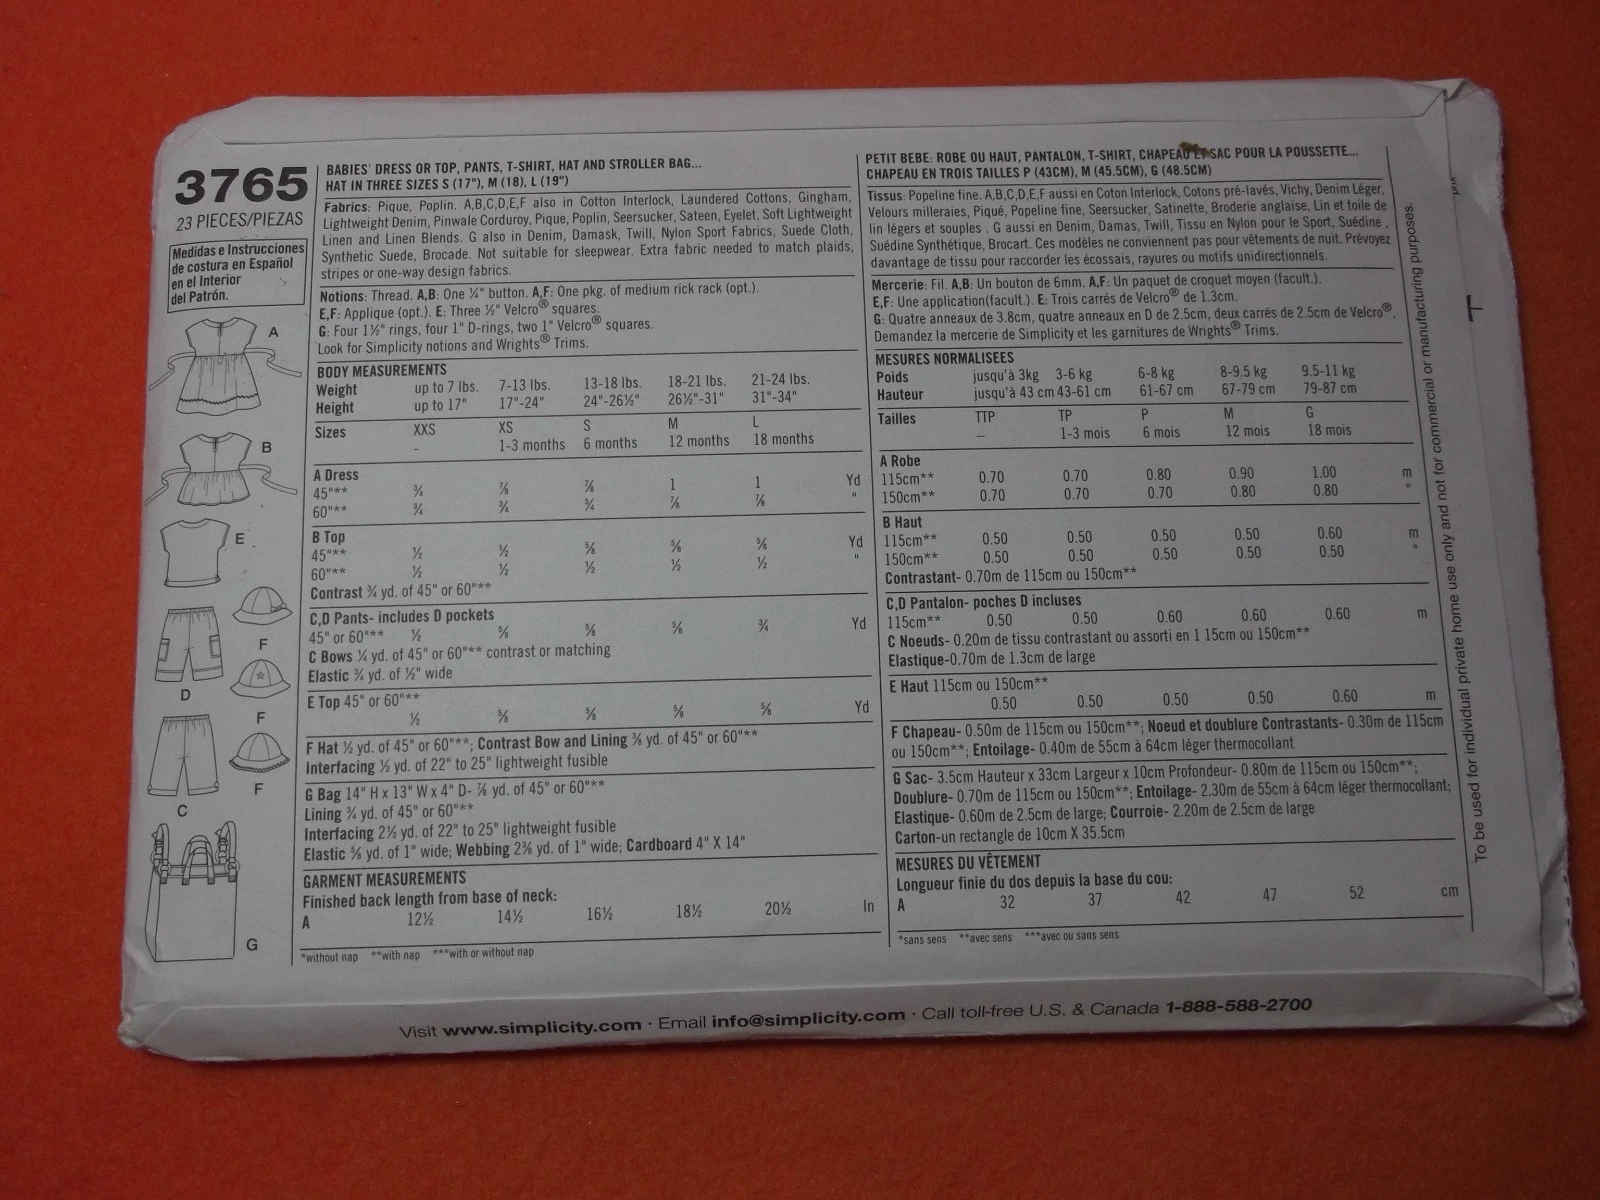 3765
23 PIECES/PIEZAS
Medidas e Instrucciones
de costura en Español
en el Interior
del Patrón.
A
B
E
F
D
F
C
F
G
BABIES' DRESS OR TOP, PANTS, T-SHIRT, HAT AND STROLLER BAG...
HAT IN THREE SIZES S (17"), M (18), L (19")
Fabrics: Pique, Poplin. A,B,C,D,E,F also in Cotton Interlock, Laundered Cottons, Gingham,
Lightweight Denim, Pinwale Corduroy, Pique, Poplin, Seersucker, Sateen, Eyelet, Soft Lightweight
Linen and Linen Blends. G also in Denim, Damask, Twill, Nylon Sport Fabrics, Suede Cloth,
Synthetic Suede, Brocade. Not suitable for sleepwear. Extra fabric needed to match plaids,
stripes or one-way design fabrics.
Notions: Thread. A,B: One ¼" button. A,F: One pkg. of medium rick rack (opt.).
E,F: Applique (opt.). E: Three ½" Velcro® squares.
G: Four 1½" rings, four 1" D-rings, two 1" Velcro® squares.
Look for Simplicity notions and Wrights® Trims.
BODY MEASUREMENTS
Weight up to 7 lbs. 7-13 lbs. 13-18 lbs. 18-21 lbs. 21-24 lbs.
Height up to 17" 17"-24" 24"-26½" 26½"-31" 31"-34"
Sizes XXS XS S M L
- 1-3 months 6 months 12 months 18 months
A Dress
45"** ¾ ⅞ ⅞ 1 1 Yd
60"** ¾ ¾ ¾ ⅞ ⅞ "
B Top
45"** ½ ½ ⅝ ⅝ ⅝ Yd
60"** ½ ½ ½ ½ ½ "
Contrast ¾ yd. of 45" or 60"**
C,D Pants- includes D pockets
45" or 60"** ½ ⅝ ⅝ ⅝ ¾ Yd
C Bows ¼ yd. of 45" or 60"** contrast or matching
Elastic ¾ yd. of ½" wide
E Top 45" or 60"**
½ ⅝ ⅝ ⅝ ⅝ Yd
F Hat ½ yd. of 45" or 60"**; Contrast Bow and Lining ⅜ yd. of 45" or 60"**
Interfacing ½ yd. of 22" to 25" lightweight fusible
G Bag 14" H x 13" W x 4" D- ⅞ yd. of 45" or 60"**
Lining ¾ yd. of 45" or 60"**
Interfacing 2½ yd. of 22" to 25" lightweight fusible
Elastic ⅝ yd. of 1" wide; Webbing 2⅜ yd. of 1" wide; Cardboard 4" X 14"
GARMENT MEASUREMENTS
Finished back length from base of neck:
A 12½ 14½ 16½ 18½ 20½ In
*without nap **with nap ***with or without nap
PETIT BEBE: ROBE OU HAUT, PANTALON, T-SHIRT, CHAPEAU ET SAC POUR LA POUSSETTE...
CHAPEAU EN TROIS TAILLES P (43CM), M (45.5CM), G (48.5CM)
Tissus: Popeline fine. A,B,C,D,E,F aussi en Coton Interlock, Cotons pré-lavés, Vichy, Denim Léger,
Velours milleraies, Piqué, Popeline fine, Seersucker, Satinette, Broderie anglaise, Lin et toile de
lin légers et souples . G aussi en Denim, Damas, Twill, Tissu en Nylon pour le Sport, Suédine ,
Suédine Synthétique, Brocart. Ces modèles ne conviennent pas pour vêtements de nuit. Prévoyez
davantage de tissu pour raccorder les écossais, rayures ou motifs unidirectionnels.
Mercerie: Fil. A,B: Un bouton de 6mm. A,F: Un paquet de croquet moyen (facult.).
E,F: Une application(facult.). E: Trois carrés de Velcro® de 1.3cm.
G: Quatre anneaux de 3.8cm, quatre anneaux en D de 2.5cm, deux carrés de 2.5cm de Velcro®.
Demandez la mercerie de Simplicity et les garnitures de Wrights® Trims.
MESURES NORMALISEES
Poids jusqu'à 3kg 3-6 kg 6-8 kg 8-9.5 kg 9.5-11 kg
Hauteur jusqu'à 43 cm 43-61 cm 61-67 cm 67-79 cm 79-87 cm
Tailles TTP TP P M G
– 1-3 mois 6 mois 12 mois 18 mois
A Robe
115cm** 0.70 0.70 0.80 0.90 1.00 m
150cm** 0.70 0.70 0.70 0.80 0.80 "
B Haut
115cm** 0.50 0.50 0.50 0.50 0.60 m
150cm** 0.50 0.50 0.50 0.50 0.50 "
Contrastant- 0.70m de 115cm ou 150cm**
C,D Pantalon- poches D incluses
115cm** 0.50 0.50 0.60 0.60 0.60 m
C Noeuds- 0.20m de tissu contrastant ou assorti en 1 15cm ou 150cm**
Elastique-0.70m de 1.3cm de large
E Haut 115cm ou 150cm**
0.50 0.50 0.50 0.50 0.60 m
F Chapeau- 0.50m de 115cm ou 150cm**; Noeud et doublure Contrastants- 0.30m de 115cm
ou 150cm**; Entoilage- 0.40m de 55cm à 64cm léger thermocollant
G Sac- 3.5cm Hauteur x 33cm Largeur x 10cm Profondeur- 0.80m de 115cm ou 150cm**;
Doublure- 0.70m de 115cm ou 150cm**; Entoilage- 2.30m de 55cm à 64cm léger thermocollant;
Elastique- 0.60m de 2.5cm de large; Courroie- 2.20m de 2.5cm de large
Carton-un rectangle de 10cm X 35.5cm
MESURES DU VÊTEMENT
Longueur finie du dos depuis la base du cou:
A 32 37 42 47 52 cm
*sans sens **avec sens ***avec ou sans sens
To be used for individual private home use only and not for commercial or manufacturing purposes.
Visit www.simplicity.com · Email info@simplicity.com · Call toll-free U.S. & Canada 1-888-588-2700